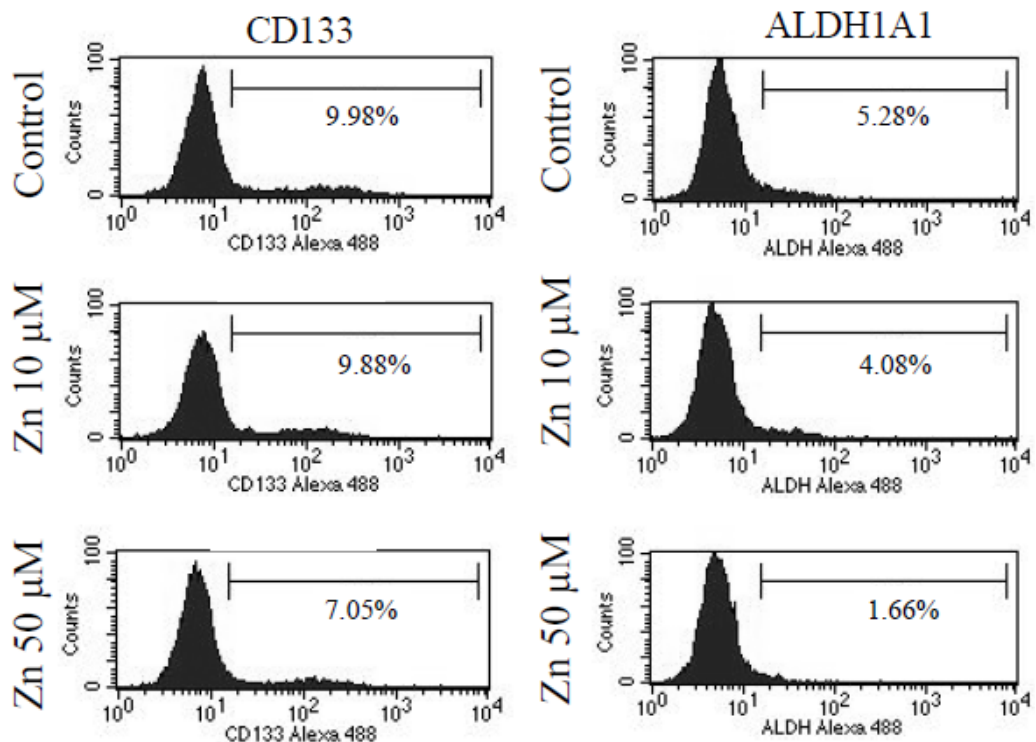 CD133
ALDH1A1
Control
100
Counts
0
9.98%
10^0 10^1 10^2 10^3 10^4
CD133 Alexa 488
100
Counts
0
5.28%
10^0 10^1 10^2 10^3 10^4
ALDH Alexa 488
Control
Zn 10 μM
100
Counts
0
9.88%
10^0 10^1 10^2 10^3 10^4
CD133 Alexa 488
Zn 10 μM
100
Counts
0
4.08%
10^0 10^1 10^2 10^3 10^4
ALDH Alexa 488
Zn 50 μM
100
Counts
0
7.05%
10^0 10^1 10^2 10^3 10^4
CD133 Alexa 488
Zn 50 μM
100
Counts
0
1.66%
10^0 10^1 10^2 10^3 10^4
ALDH Alexa 488